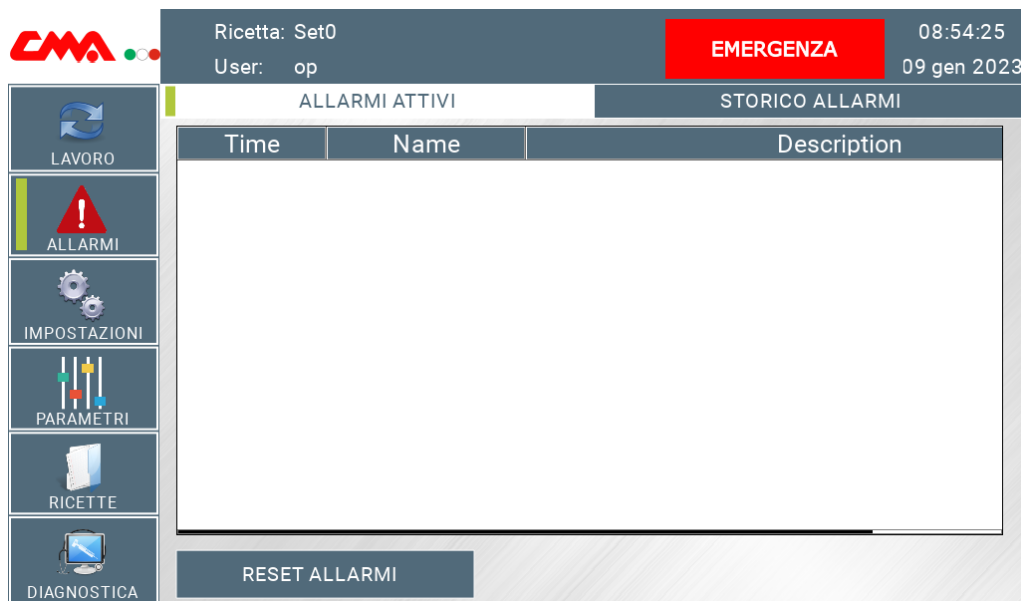 CMA
Ricetta: Set0
User: op
EMERGENZA
08:54:25
09 gen 2023
LAVORO
ALLARMI
IMPOSTAZIONI
PARAMETRI
RICETTE
DIAGNOSTICA
ALLARMI ATTIVI
STORICO ALLARMI
Time Name Description
RESET ALLARMI